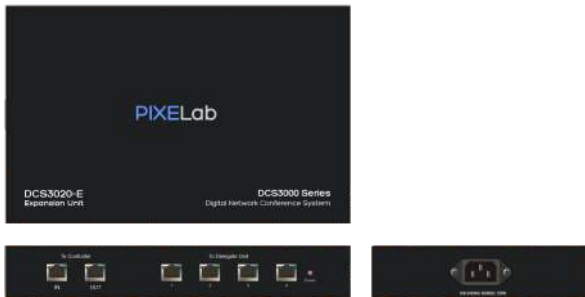 PIXELab
DCS3020-E
Expansion Unit
DCS3000 Series
Digital Network Conference System
To Controller
To Delegate Unit
IN
OUT
1
2
3
4
Power